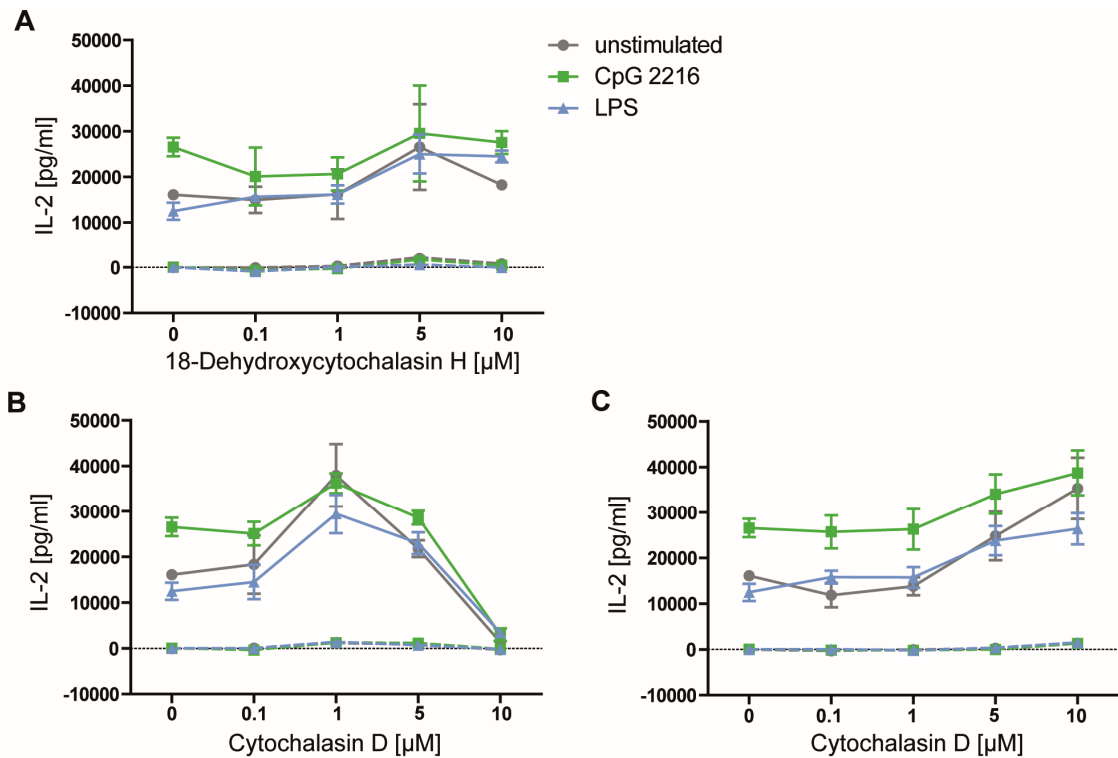 A
50000
40000
30000
20000
10000
0
-10000
IL-2 [pg/ml]
0 0.1 1 5 10
18-Dehydroxycytochalasin H [µM]
unstimulated
CpG 2216
LPS
B
50000
40000
30000
20000
10000
0
-10000
IL-2 [pg/ml]
0 0.1 1 5 10
Cytochalasin D [µM]
C
50000
40000
30000
20000
10000
0
-10000
IL-2 [pg/ml]
0 0.1 1 5 10
Cytochalasin D [µM]